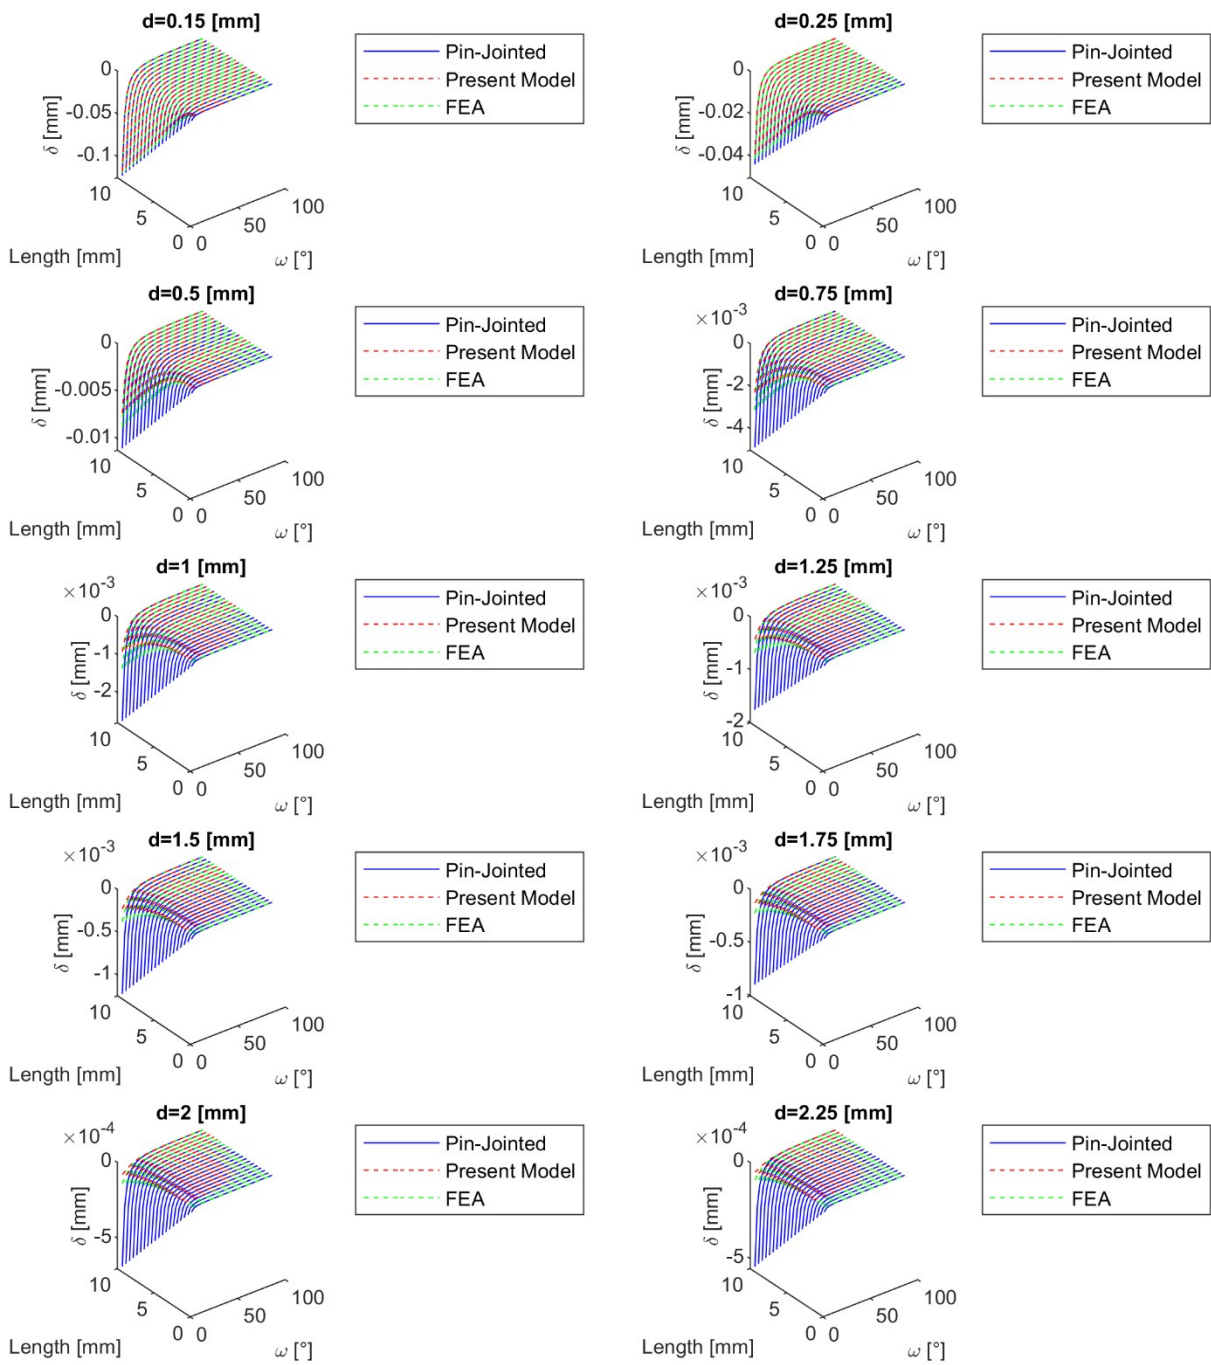 d=0.15 [mm]
0
-0.05
-0.1
δ [mm]
10
5
0
0
50
100
Length [mm]
ω [°]
Pin-Jointed
Present Model
FEA
d=0.25 [mm]
0
-0.02
-0.04
δ [mm]
10
5
0
0
50
100
Length [mm]
ω [°]
Pin-Jointed
Present Model
FEA
d=0.5 [mm]
0
-0.005
-0.01
δ [mm]
10
5
0
0
50
100
Length [mm]
ω [°]
Pin-Jointed
Present Model
FEA
d=0.75 [mm]
×10⁻³
0
-2
-4
δ [mm]
10
5
0
0
50
100
Length [mm]
ω [°]
Pin-Jointed
Present Model
FEA
d=1 [mm]
×10⁻³
0
-1
-2
δ [mm]
10
5
0
0
50
100
Length [mm]
ω [°]
Pin-Jointed
Present Model
FEA
d=1.25 [mm]
×10⁻³
0
-1
-2
δ [mm]
10
5
0
0
50
100
Length [mm]
ω [°]
Pin-Jointed
Present Model
FEA
d=1.5 [mm]
×10⁻³
0
-0.5
-1
δ [mm]
10
5
0
0
50
100
Length [mm]
ω [°]
Pin-Jointed
Present Model
FEA
d=1.75 [mm]
×10⁻³
0
-0.5
-1
δ [mm]
10
5
0
0
50
100
Length [mm]
ω [°]
Pin-Jointed
Present Model
FEA
d=2 [mm]
×10⁻⁴
0
-5
δ [mm]
10
5
0
0
50
100
Length [mm]
ω [°]
Pin-Jointed
Present Model
FEA
d=2.25 [mm]
×10⁻⁴
0
-5
δ [mm]
10
5
0
0
50
100
Length [mm]
ω [°]
Pin-Jointed
Present Model
FEA